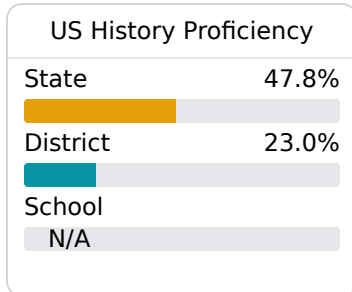 US History Proficiency
State 47.8%
District 23.0%
School
N/A